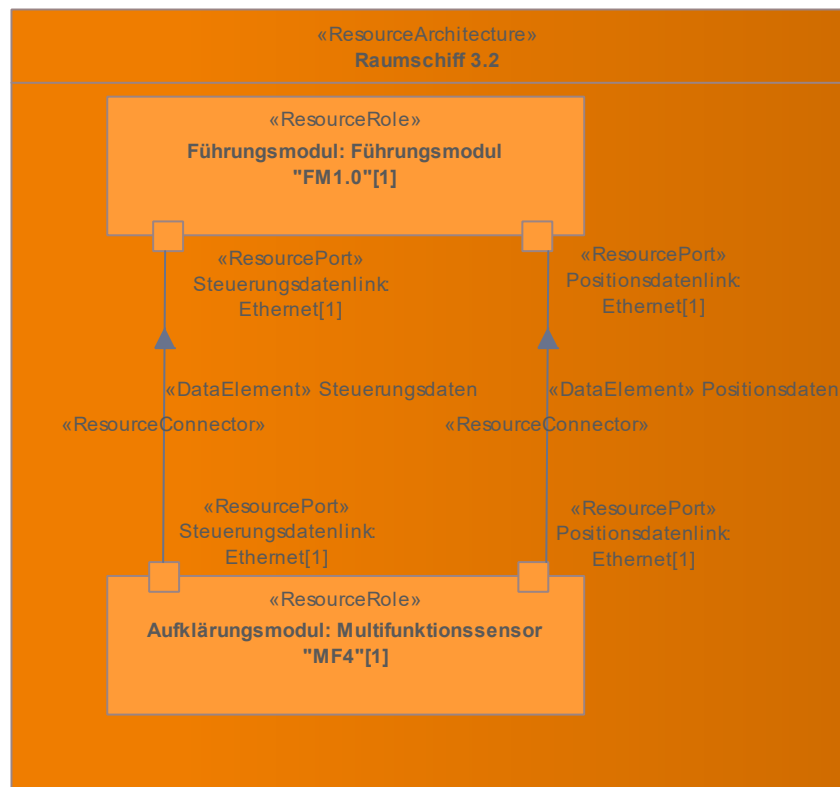 «ResourceArchitecture»
Raumschiff 3.2
«ResourceRole»
Führungsmodul: Führungsmodul
"FM1.0"[1]
«ResourcePort»
Steuerungsdatenlink:
Ethernet[1]
«ResourcePort»
Positionsdatenlink:
Ethernet[1]
«DataElement» Steuerungsdaten
«DataElement» Positionsdaten
«ResourceConnector»
«ResourceConnector»
«ResourcePort»
Steuerungsdatenlink:
Ethernet[1]
«ResourcePort»
Positionsdatenlink:
Ethernet[1]
«ResourceRole»
Aufklärungsmodul: Multifunktionssensor
"MF4"[1]